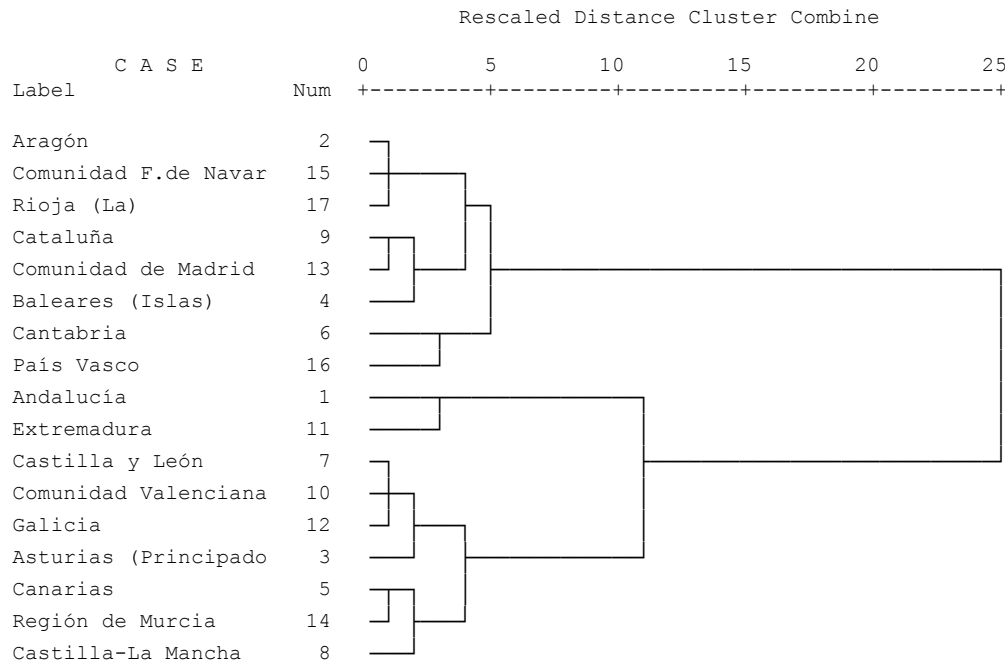 Rescaled Distance Cluster Combine
C A S E 0 5 10 15 20 25
Label Num +---------+---------+---------+---------+---------+
Aragón 2
Comunidad F.de Navar 15
Rioja (La) 17
Cataluña 9
Comunidad de Madrid 13
Baleares (Islas) 4
Cantabria 6
País Vasco 16
Andalucía 1
Extremadura 11
Castilla y León 7
Comunidad Valenciana 10
Galicia 12
Asturias (Principado 3
Canarias 5
Región de Murcia 14
Castilla-La Mancha 8